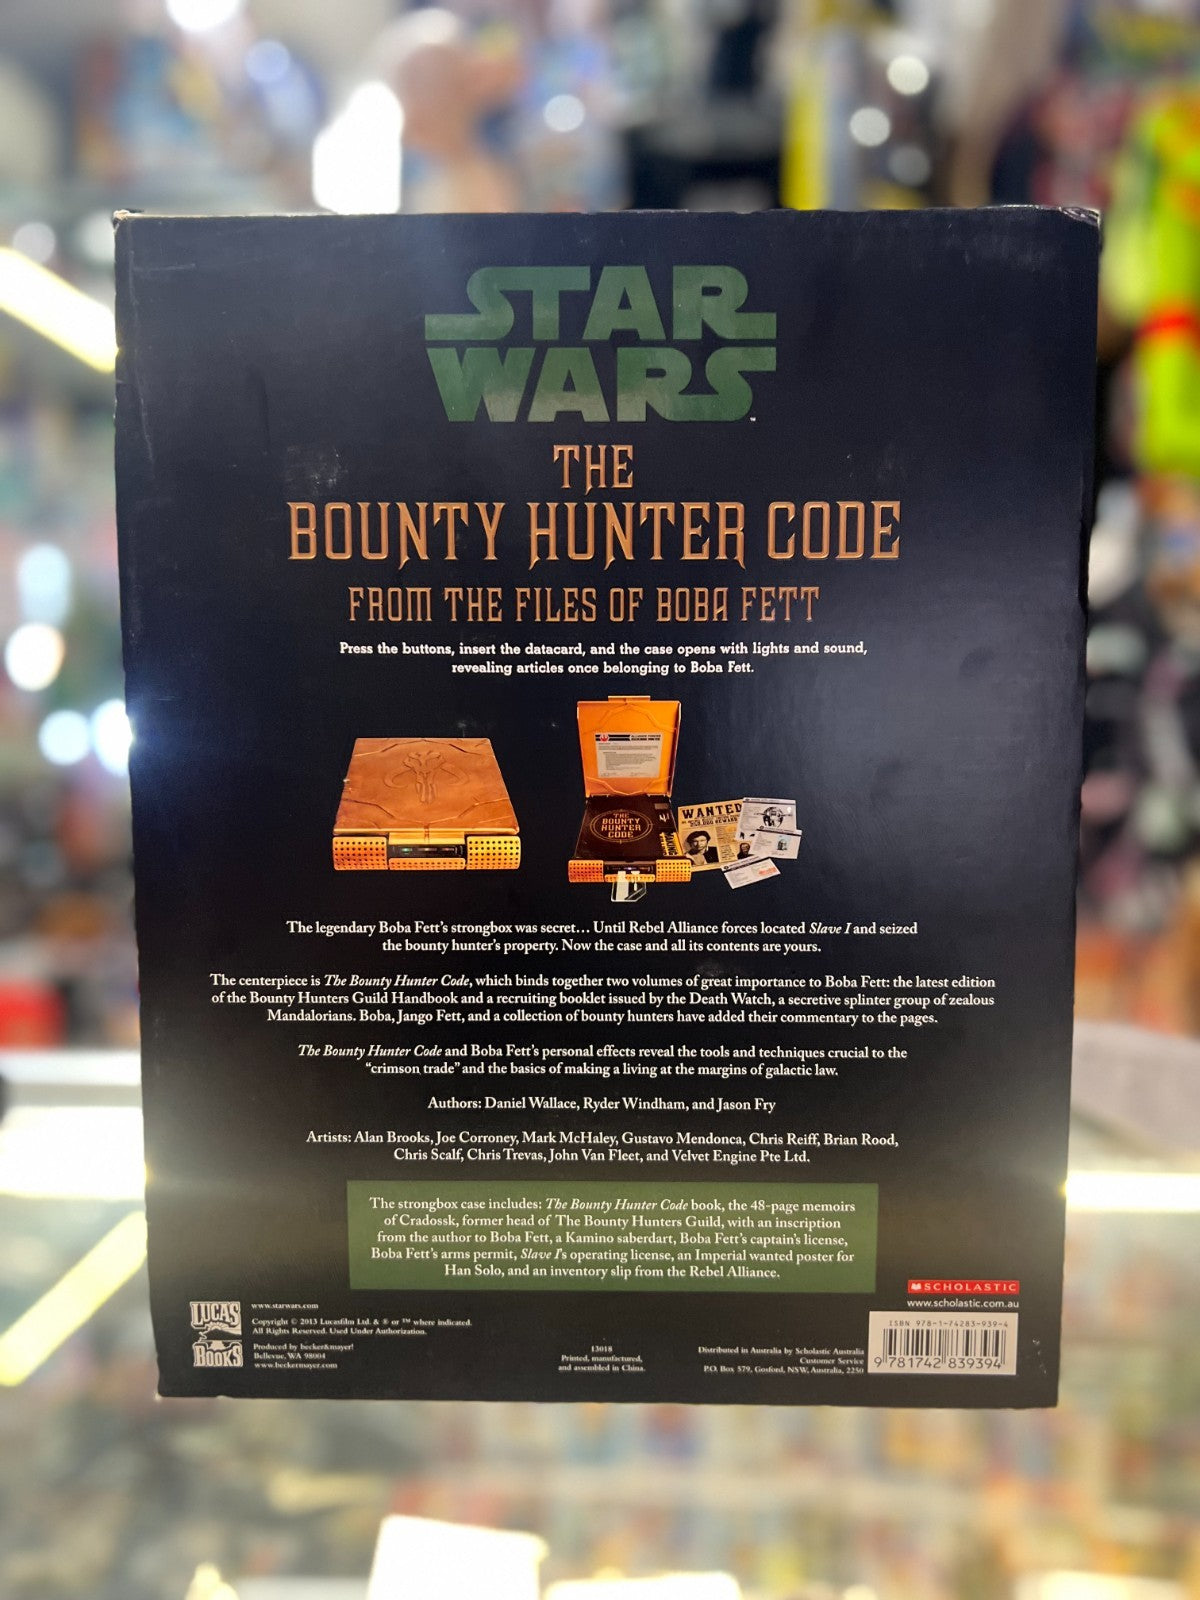 STAR
WARS
THE
BOUNTY HUNTER CODE
FROM THE FILES OF BOBA FETT
Press the buttons, insert the datacard, and the case opens with lights and sound,
revealing articles once belonging to Boba Fett.
THE
BOUNTY
HUNTER
CODE
WANTED
The legendary Boba Fett's strongbox was secret… Until Rebel Alliance forces located Slave I and seized
the bounty hunter's property. Now the case and all its contents are yours.
The centerpiece is The Bounty Hunter Code, which binds together two volumes of great importance to Boba Fett: the latest edition
of the Bounty Hunters Guild Handbook and a recruiting booklet issued by the Death Watch, a secretive splinter group of zealous
Mandalorians. Boba, Jango Fett, and a collection of bounty hunters have added their commentary to the pages.
The Bounty Hunter Code and Boba Fett's personal effects reveal the tools and techniques crucial to the
"crimson trade" and the basics of making a living at the margins of galactic law.
Authors: Daniel Wallace, Ryder Windham, and Jason Fry
Artists: Alan Brooks, Joe Corroney, Mark McHaley, Gustavo Mendonca, Chris Reiff, Brian Rood,
Chris Scalf, Chris Trevas, John Van Fleet, and Velvet Engine Pte Ltd.
The strongbox case includes: The Bounty Hunter Code book, the 48-page memoirs
of Cradossk, former head of The Bounty Hunters Guild, with an inscription
from the author to Boba Fett, a Kamino saberdart, Boba Fett's captain's license,
Boba Fett's arms permit, Slave I's operating license, an Imperial wanted poster for
Han Solo, and an inventory slip from the Rebel Alliance.
LUCAS
BOOKS
www.starwars.com
Copyright © 2013 Lucasfilm Ltd. & ® or ™ where indicated.
All Rights Reserved. Used Under Authorization.
Produced by becker&mayer!
Bellevue, WA 98004
www.beckermayer.com
13018
Printed, manufactured,
and assembled in China.
Distributed in Australia by Scholastic Australia
Customer Service
P.O. Box 579, Gosford, NSW, Australia, 2250
SCHOLASTIC
www.scholastic.com.au
ISBN 978-1-74283-939-4
9 781742 839394